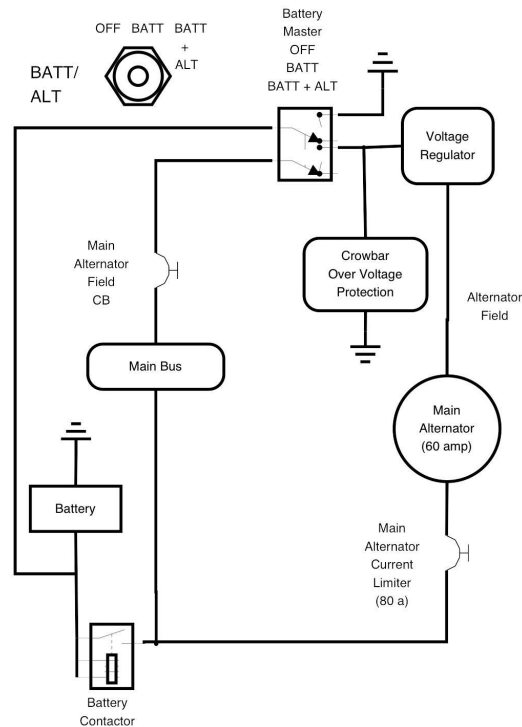 OFF BATT BATT
+
ALT
BATT/
ALT
Battery
Master
OFF
BATT
BATT + ALT
Voltage
Regulator
Main
Alternator
Field
CB
Crowbar
Over Voltage
Protection
Alternator
Field
Main Bus
Main
Alternator
(60 amp)
Battery
Main
Alternator
Current
Limiter
(80 a)
Battery
Contactor